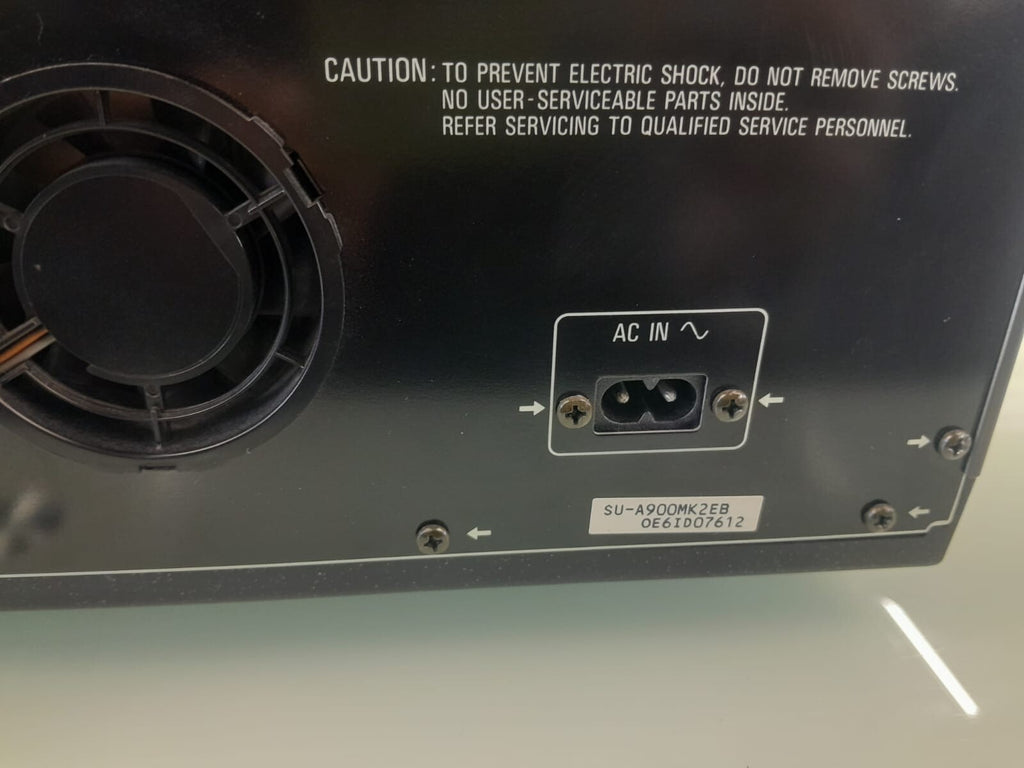 CAUTION: TO PREVENT ELECTRIC SHOCK, DO NOT REMOVE SCREWS.
NO USER-SERVICEABLE PARTS INSIDE.
REFER SERVICING TO QUALIFIED SERVICE PERSONNEL.
AC IN ∿
SU-A900MK2EB
OE6ID07612